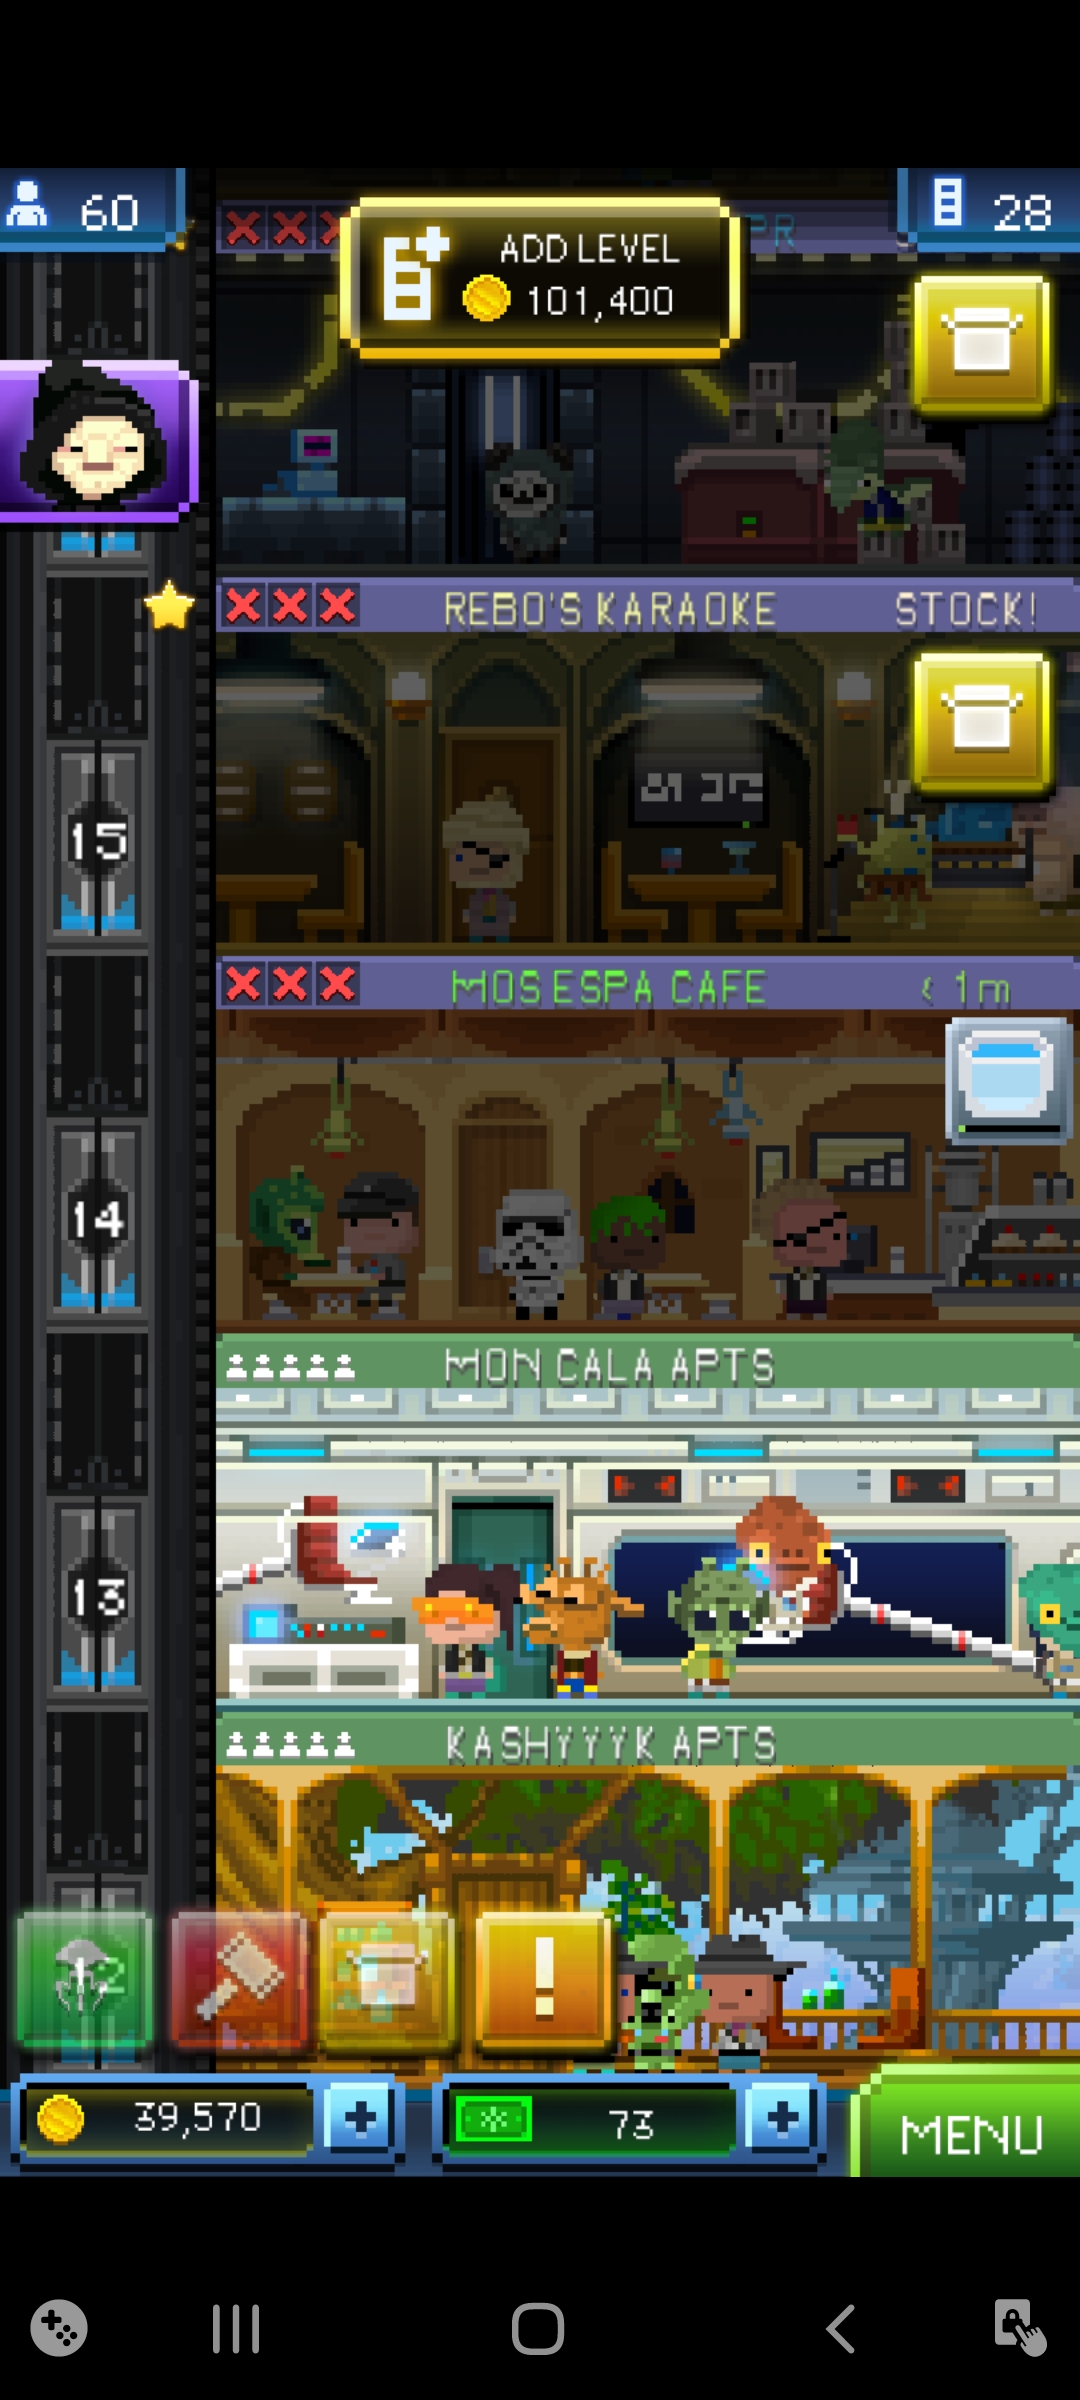 60
28
ADD LEVEL
101,400
REBO'S KARAOKE STOCK!
15
MOS ESPA CAFE < 1m
14
MON CALA APTS
13
KASHYYYK APTS
!
39,570
73
MENU